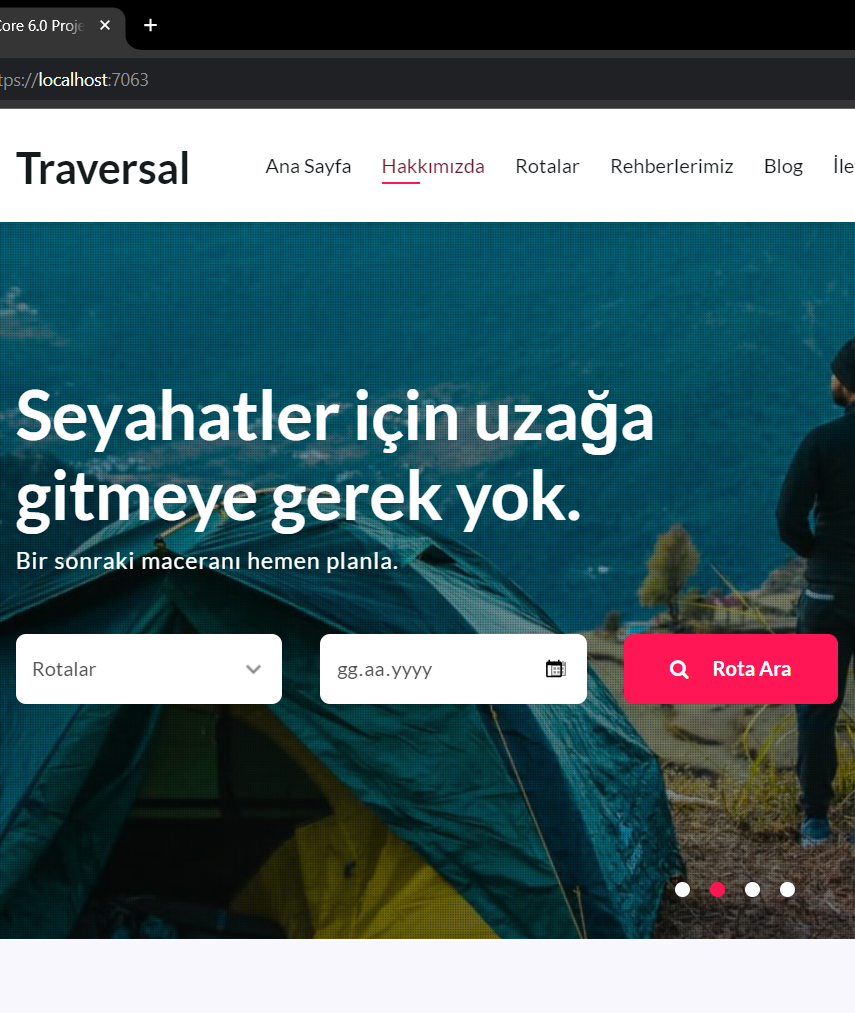 Core 6.0 Proje
https://localhost:7063
Traversal
Ana Sayfa Hakkımızda Rotalar Rehberlerimiz Blog İle
Seyahatler için uzağa
gitmeye gerek yok.
Bir sonraki maceranı hemen planla.
Rotalar gg.aa.yyyy Rota Ara